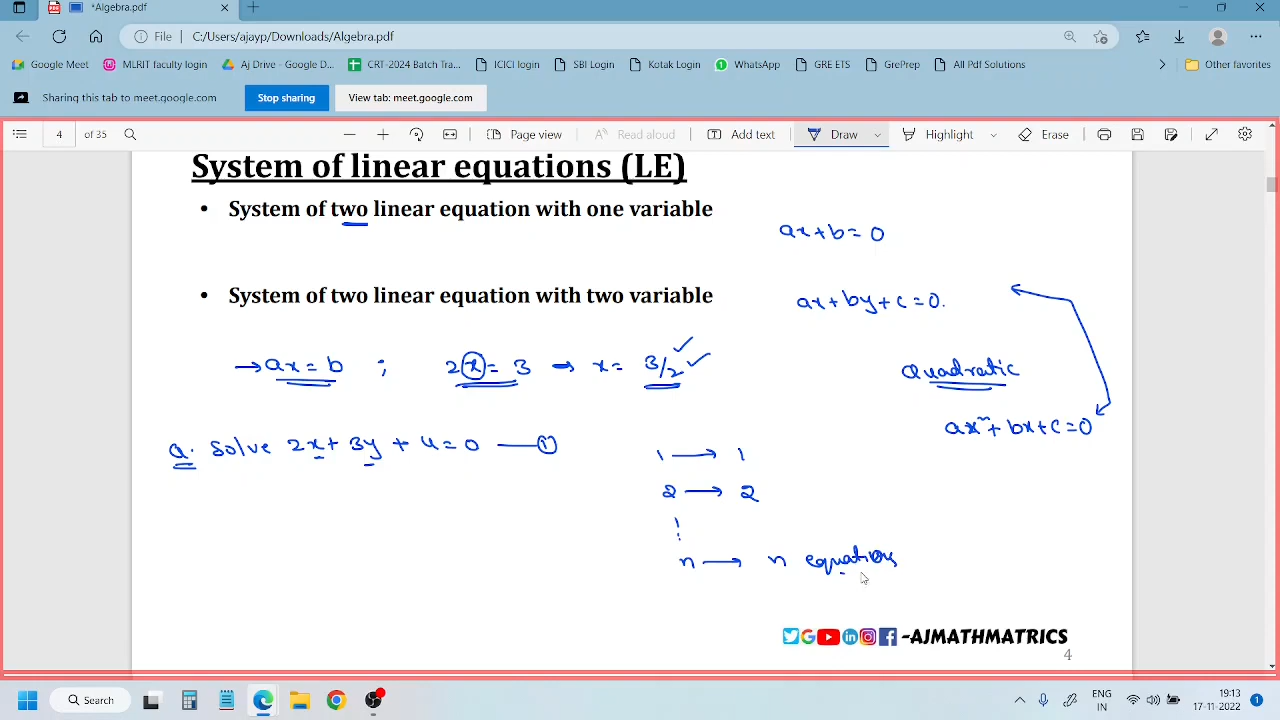 *Algebra.pdf
File C:/Users/ajayp/Downloads/Algebra.pdf
Google Meet MLRIT faculty login Aj Drive - Google D... CRT-2024 Batch Tra... ICICI login SBI Login Kotak Login WhatsApp GRE ETS GrePrep All Pdf Solutions Other favorites
Sharing this tab to meet.google.com Stop sharing View tab: meet.google.com
4 of 35 Page view Read aloud Add text Draw Highlight Erase
System of linear equations (LE)
• System of two linear equation with one variable
ax+b=0
• System of two linear equation with two variable
ax+by+c=0.
→ax=b ; 2x=3 → x= 3/2
Quadratic
ax²+bx+c=0
Q. Solve 2x+3y+4=0 —①
1 → 1
2 → 2
n → n equations
-AJMATHMATRICS
4
Search ENG IN 19:13 17-11-2022 1